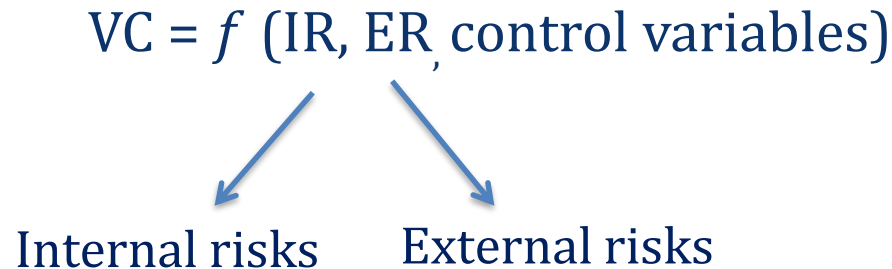 VC = f (IR, ER, control variables)
Internal risks
External risks